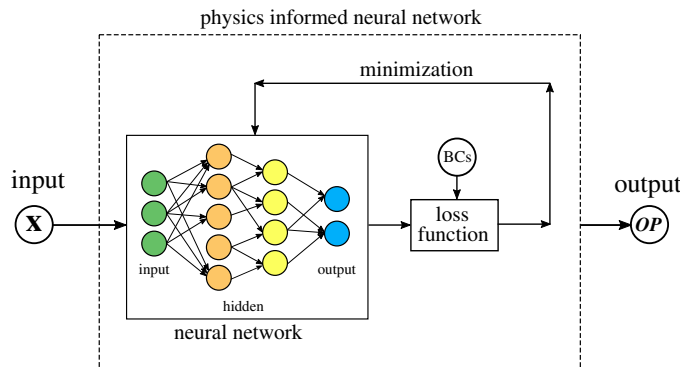 physics informed neural network
minimization
BCs
input
output
X
loss
function
OP
input
output
hidden
neural network